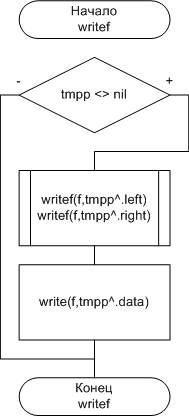 Начало
writef
-
+
tmpp <> nil
writef(f,tmpp^.left)
writef(f,tmpp^.right)
write(f,tmpp^.data)
Конец
writef